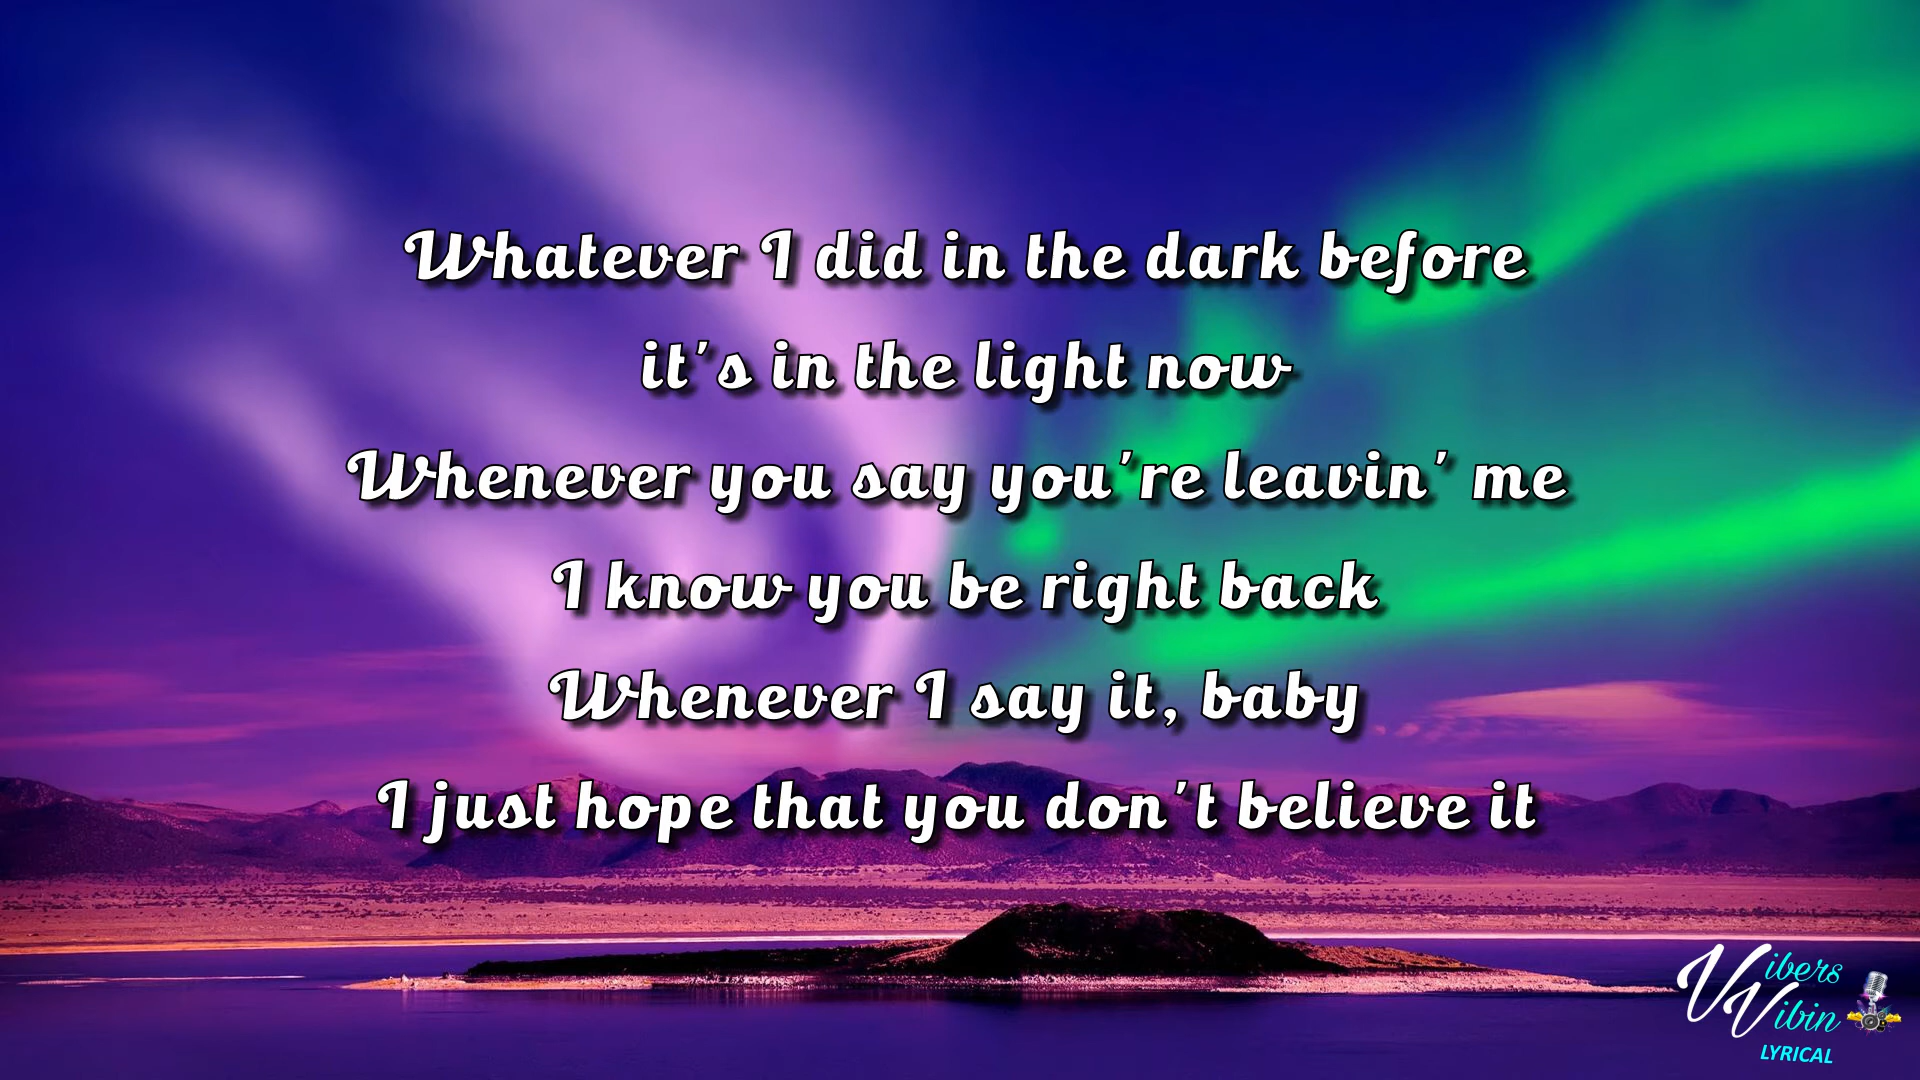 Whatever I did in the dark before
it's in the light now
Whenever you say you're leavin' me
I know you be right back
Whenever I say it, baby
I just hope that you don't believe it
Vibers
Vibin
LYRICAL